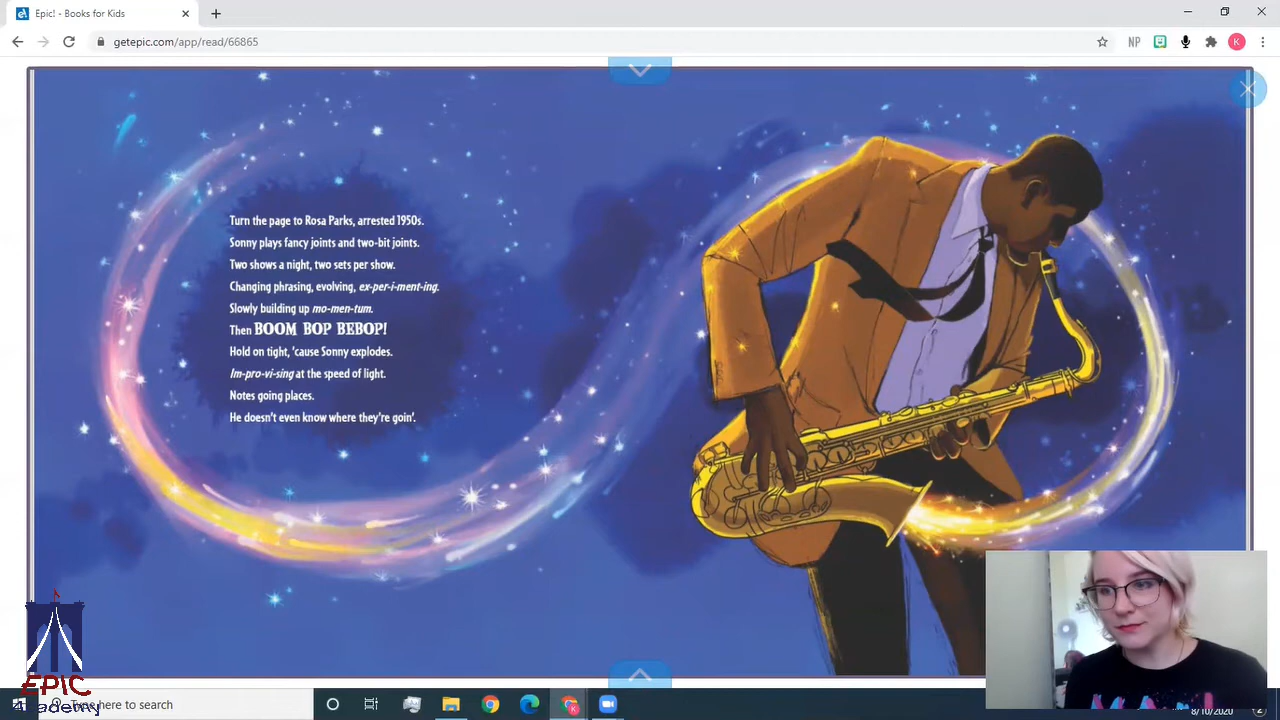 Epic! - Books for Kids
getepic.com/app/read/66865
NP
K
Turn the page to Rosa Parks, arrested 1950s.
Sonny plays fancy joints and two-bit joints.
Two shows a night, two sets per show.
Changing phrasing, evolving, ex-per-i-ment-ing.
Slowly building up mo-men-tum.
Then BOOM BOP BEBOP!
Hold on tight, ’cause Sonny explodes.
Im-pro-vi-sing at the speed of light.
Notes going places.
He doesn’t even know where they’re goin’.
EPIC
Academy
Type here to search
8/10/2020